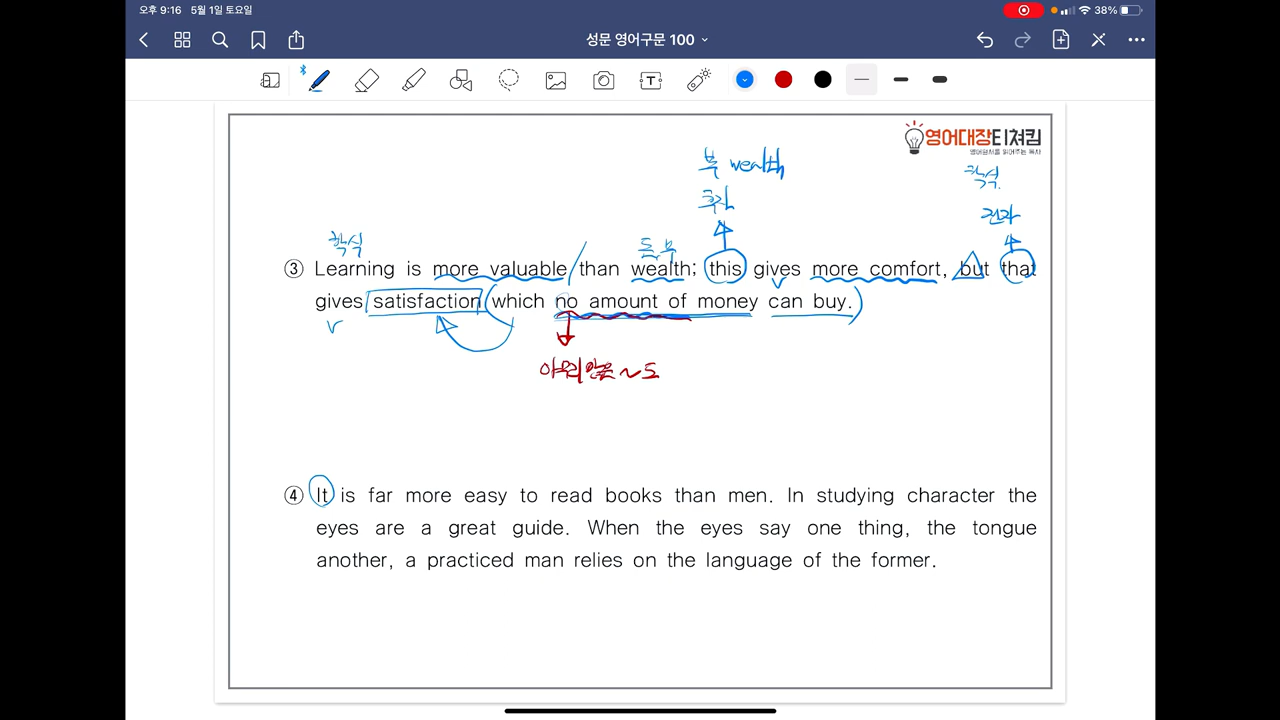 오후 9:16 5월 1일 토요일
38%
성문 영어구문 100
영어대장티쳐킴
부 wealth
학식
후자
전자
학식
돈 부
③ Learning is more valuable / than wealth; this gives more comfort, but that
gives satisfaction (which no amount of money can buy.)
v
v
아무리 많은 ~도
④ It is far more easy to read books than men. In studying character the
eyes are a great guide. When the eyes say one thing, the tongue
another, a practiced man relies on the language of the former.